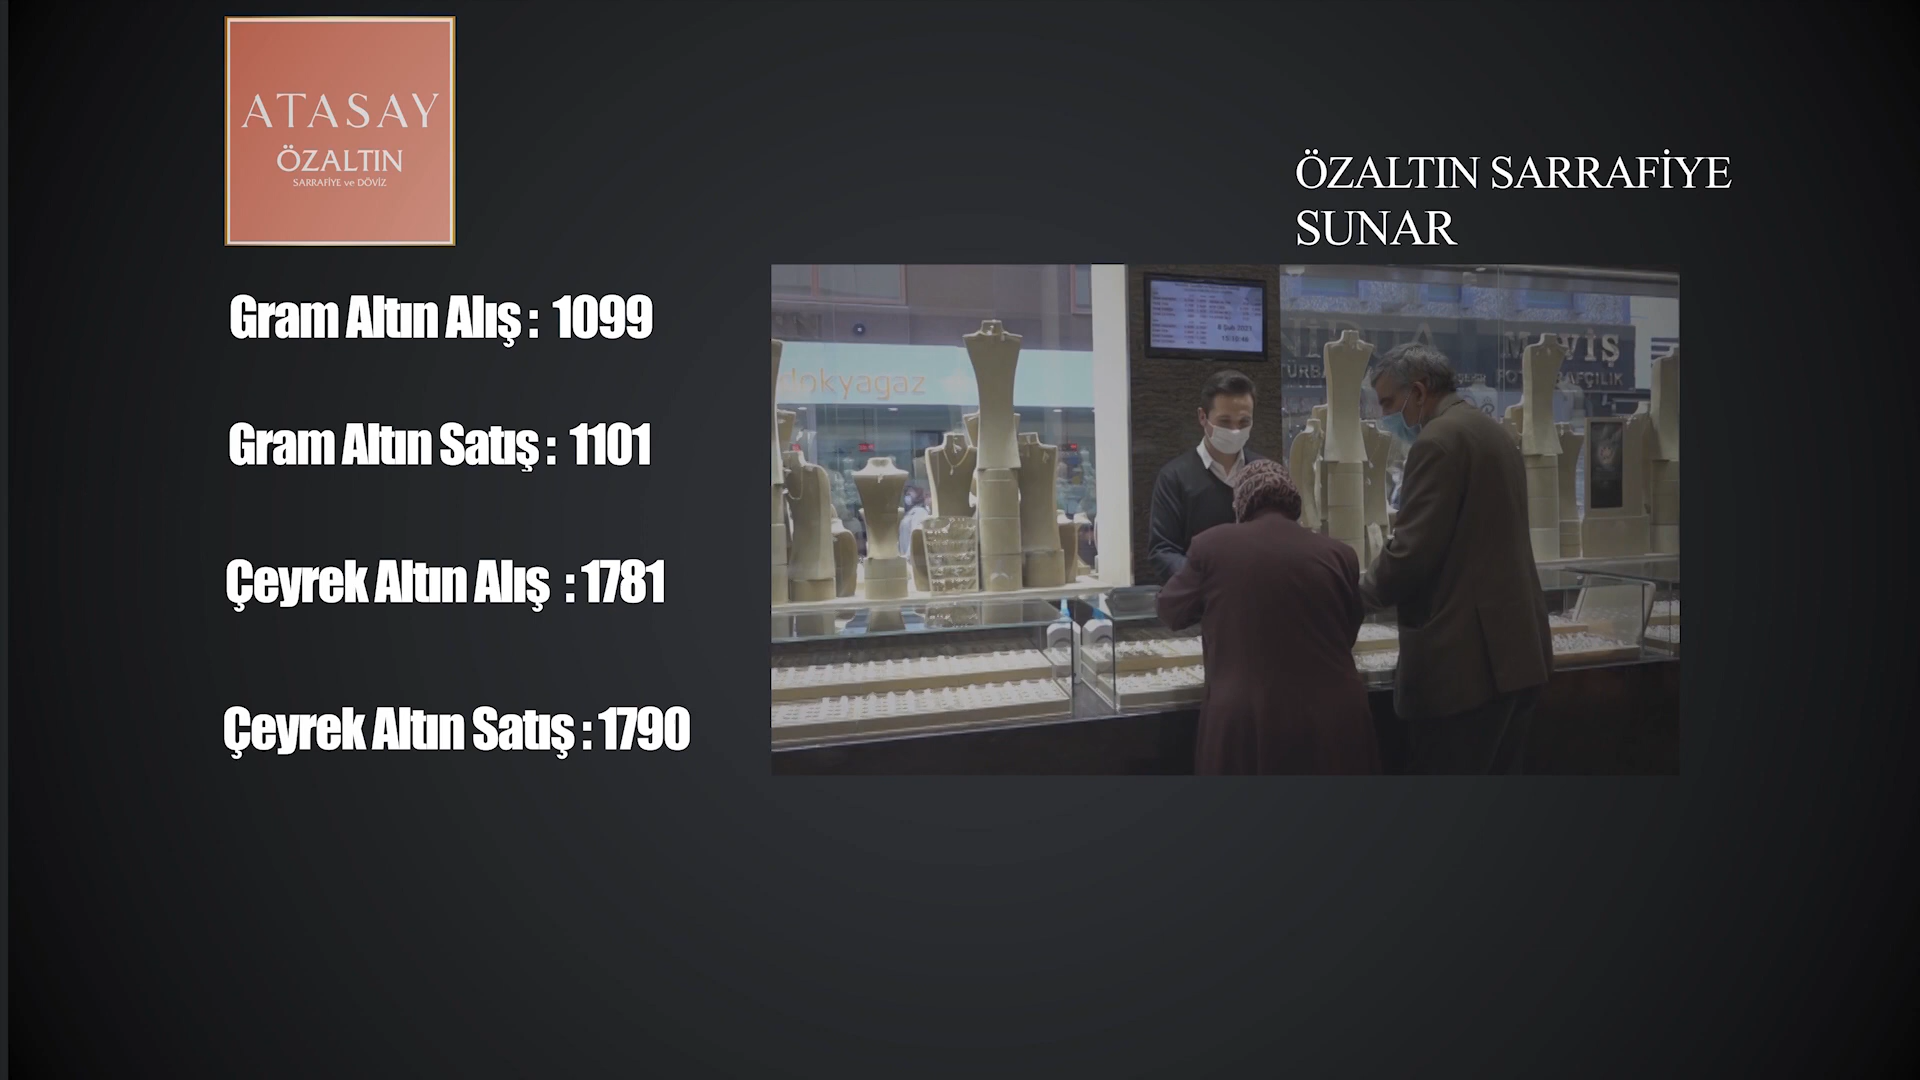 ATASAY
ÖZALTIN
SARRAFİYE ve DÖVİZ
ÖZALTIN SARRAFİYE
SUNAR
Gram Altın Alış : 1099
Gram Altın Satış : 1101
Çeyrek Altın Alış : 1781
Çeyrek Altın Satış : 1790
dokyagaz